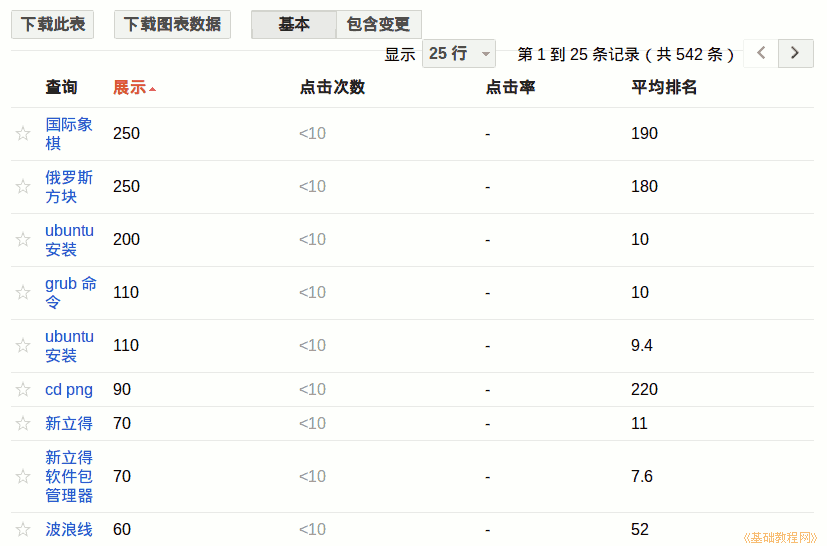 下载此表 下载图表数据 基本 包含变更
显示 25 行 第 1 到 25 条记录（共 542 条）
查询 展示 点击次数 点击率 平均排名
国际象棋 250 <10 - 190
俄罗斯方块 250 <10 - 180
ubuntu 安装 200 <10 - 10
grub 命令 110 <10 - 10
ubuntu 安装 110 <10 - 9.4
cd png 90 <10 - 220
新立得 70 <10 - 11
新立得软件包管理器 70 <10 - 7.6
波浪线 60 <10 - 52
《基础教程网》